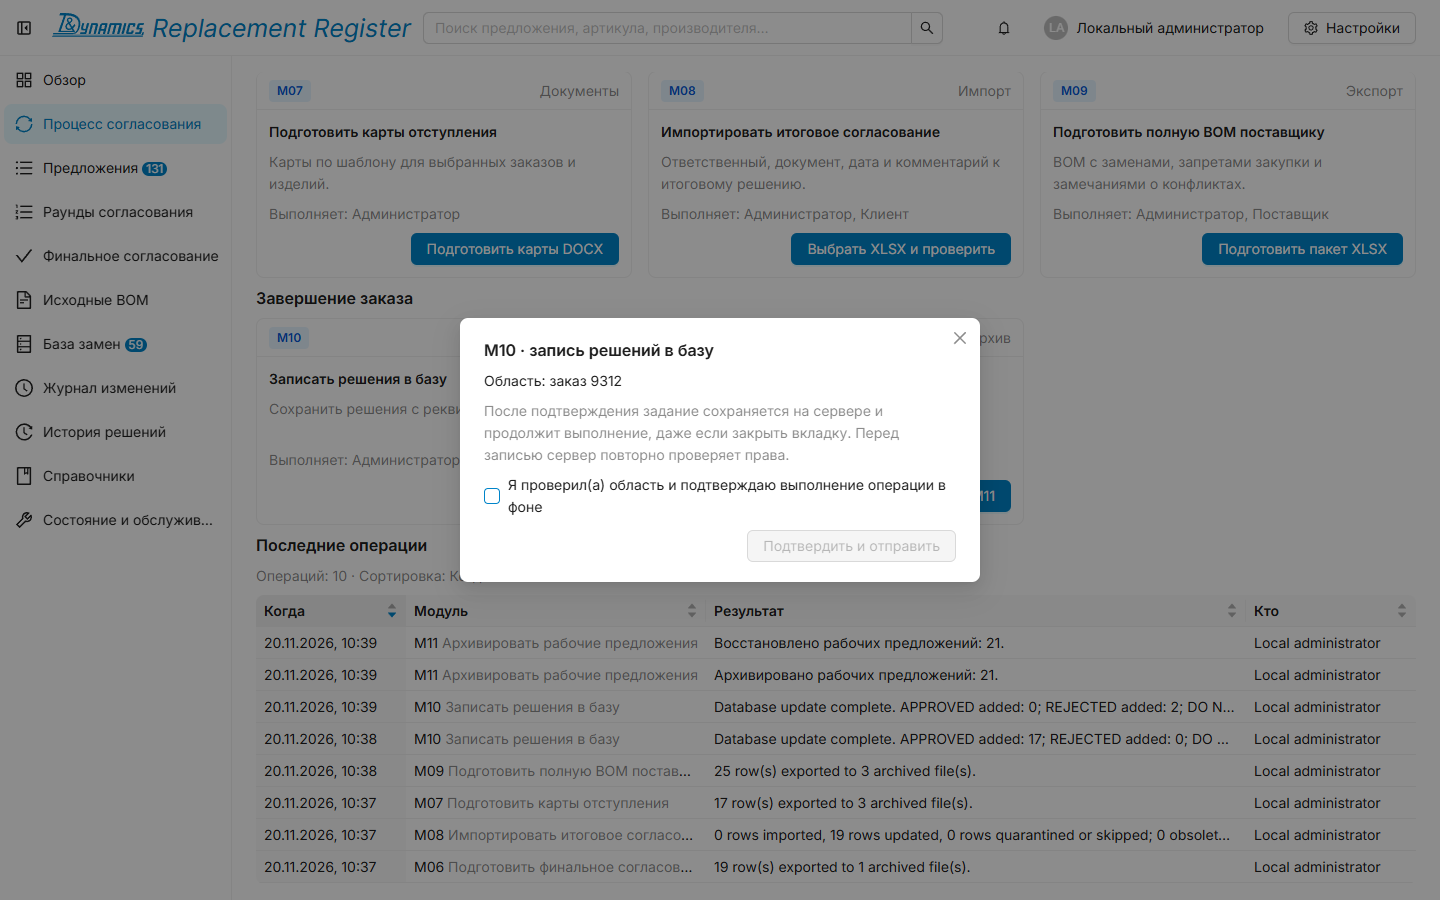 Dynamics Replacement Register
Поиск предложения, артикула, производителя...
LA
Локальный администратор
Настройки
Обзор
Процесс согласования
Предложения 131
Раунды согласования
Финальное согласование
Исходные BOM
База замен 59
Журнал изменений
История решений
Справочники
Состояние и обслужив...
M07
Документы
Подготовить карты отступления
Карты по шаблону для выбранных заказов и
изделий.
Выполняет: Администратор
Подготовить карты DOCX
M08
Импорт
Импортировать итоговое согласование
Ответственный, документ, дата и комментарий к
итоговому решению.
Выполняет: Администратор, Клиент
Выбрать XLSX и проверить
M09
Экспорт
Подготовить полную BOM поставщику
BOM с заменами, запретами закупки и
замечаниями о конфликтах.
Выполняет: Администратор, Поставщик
Подготовить пакет XLSX
Завершение заказа
M10
Записать решения в базу
Выполняет: Администратор
M10 · запись решений в базу
Область: заказ 9312
После подтверждения задание сохраняется на сервере и
продолжит выполнение, даже если закрыть вкладку. Перед
записью сервер повторно проверяет права.
Я проверил(а) область и подтверждаю выполнение операции в
фоне
Подтвердить и отправить
Последние операции
Операций: 10 · Сортировка:
Когда Модуль Результат Кто
20.11.2026, 10:39 M11 Архивировать рабочие предложения Восстановлено рабочих предложений: 21. Local administrator
20.11.2026, 10:39 M11 Архивировать рабочие предложения Архивировано рабочих предложений: 21. Local administrator
20.11.2026, 10:39 M10 Записать решения в базу Database update complete. APPROVED added: 0; REJECTED added: 2; DO N... Local administrator
20.11.2026, 10:38 M10 Записать решения в базу Database update complete. APPROVED added: 17; REJECTED added: 0; DO ... Local administrator
20.11.2026, 10:38 M09 Подготовить полную BOM постав... 25 row(s) exported to 3 archived file(s). Local administrator
20.11.2026, 10:37 M07 Подготовить карты отступления 17 row(s) exported to 3 archived file(s). Local administrator
20.11.2026, 10:37 M08 Импортировать итоговое согласо... 0 rows imported, 19 rows updated, 0 rows quarantined or skipped; 0 obsolet... Local administrator
20.11.2026, 10:37 M06 Подготовить финальное согласов... 19 row(s) exported to 1 archived file(s). Local administrator